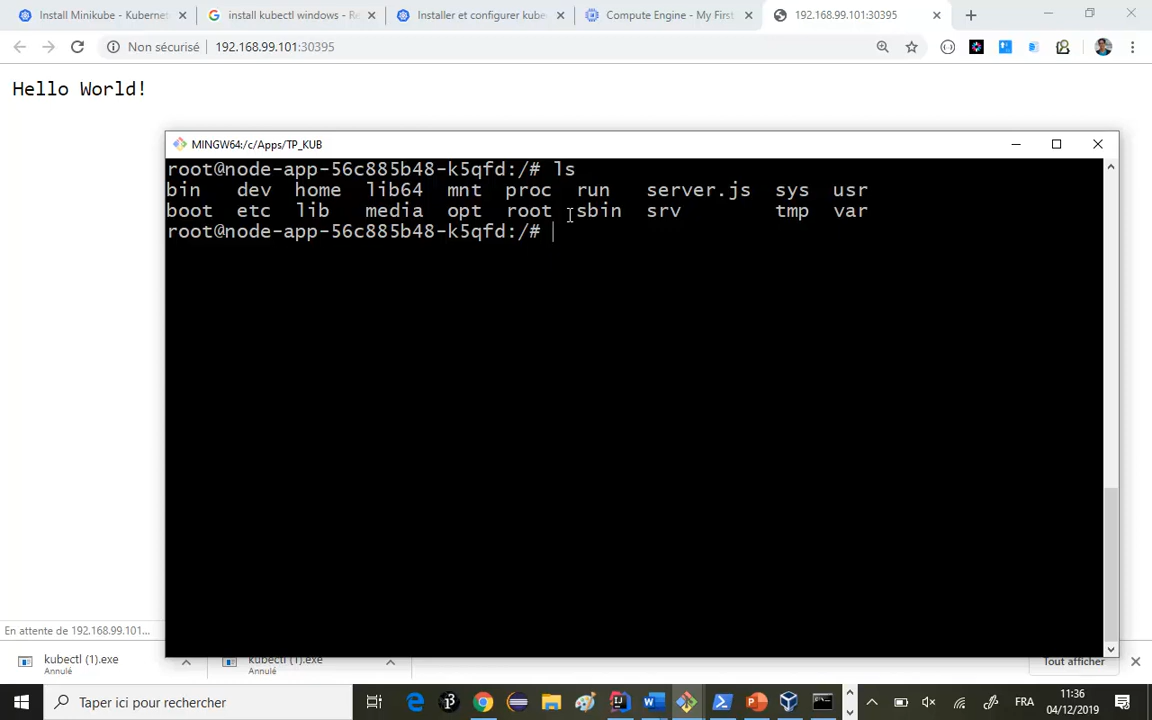 Install Minikube - Kubernet
install kubectl windows - Re
Installer et configurer kube
Compute Engine - My First
192.168.99.101:30395
Non sécurisé
192.168.99.101:30395
Hello World!
MINGW64:/c/Apps/TP_KUB
root@node-app-56c885b48-k5qfd:/# ls
bin dev home lib64 mnt proc run server.js sys usr
boot etc lib media opt root sbin srv tmp var
root@node-app-56c885b48-k5qfd:/#
En attente de 192.168.99.101...
kubectl (1).exe
Annulé
kubectl (1).exe
Annulé
Tout afficher
Taper ici pour rechercher
FRA
11:36
04/12/2019